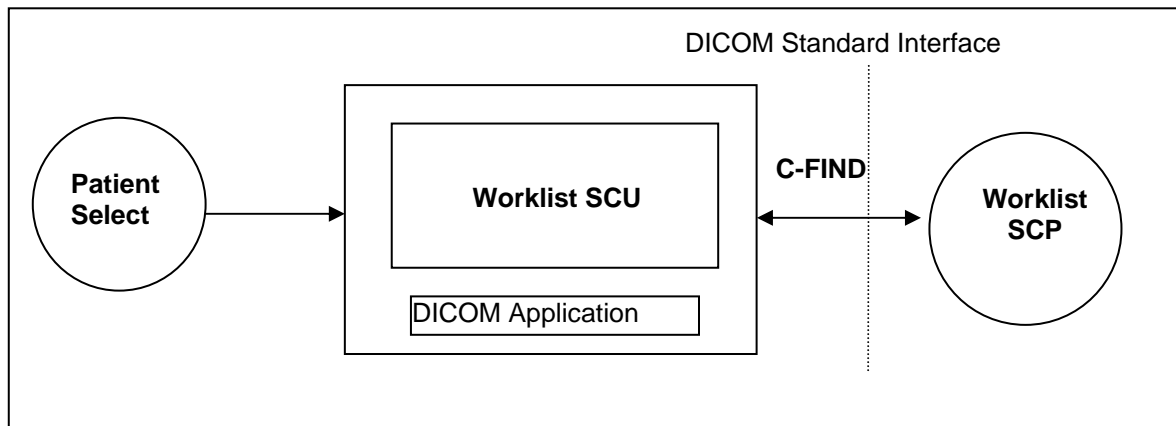 DICOM Standard Interface
Patient
Select
Worklist SCU
DICOM Application
C-FIND
Worklist
SCP